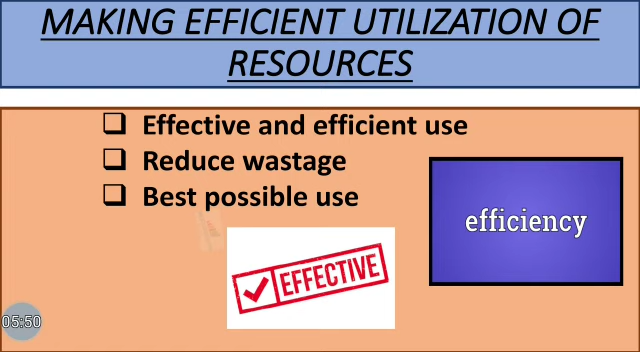 MAKING EFFICIENT UTILIZATION OF
RESOURCES
Effective and efficient use
Reduce wastage
Best possible use
efficiency
EFFECTIVE
05:50